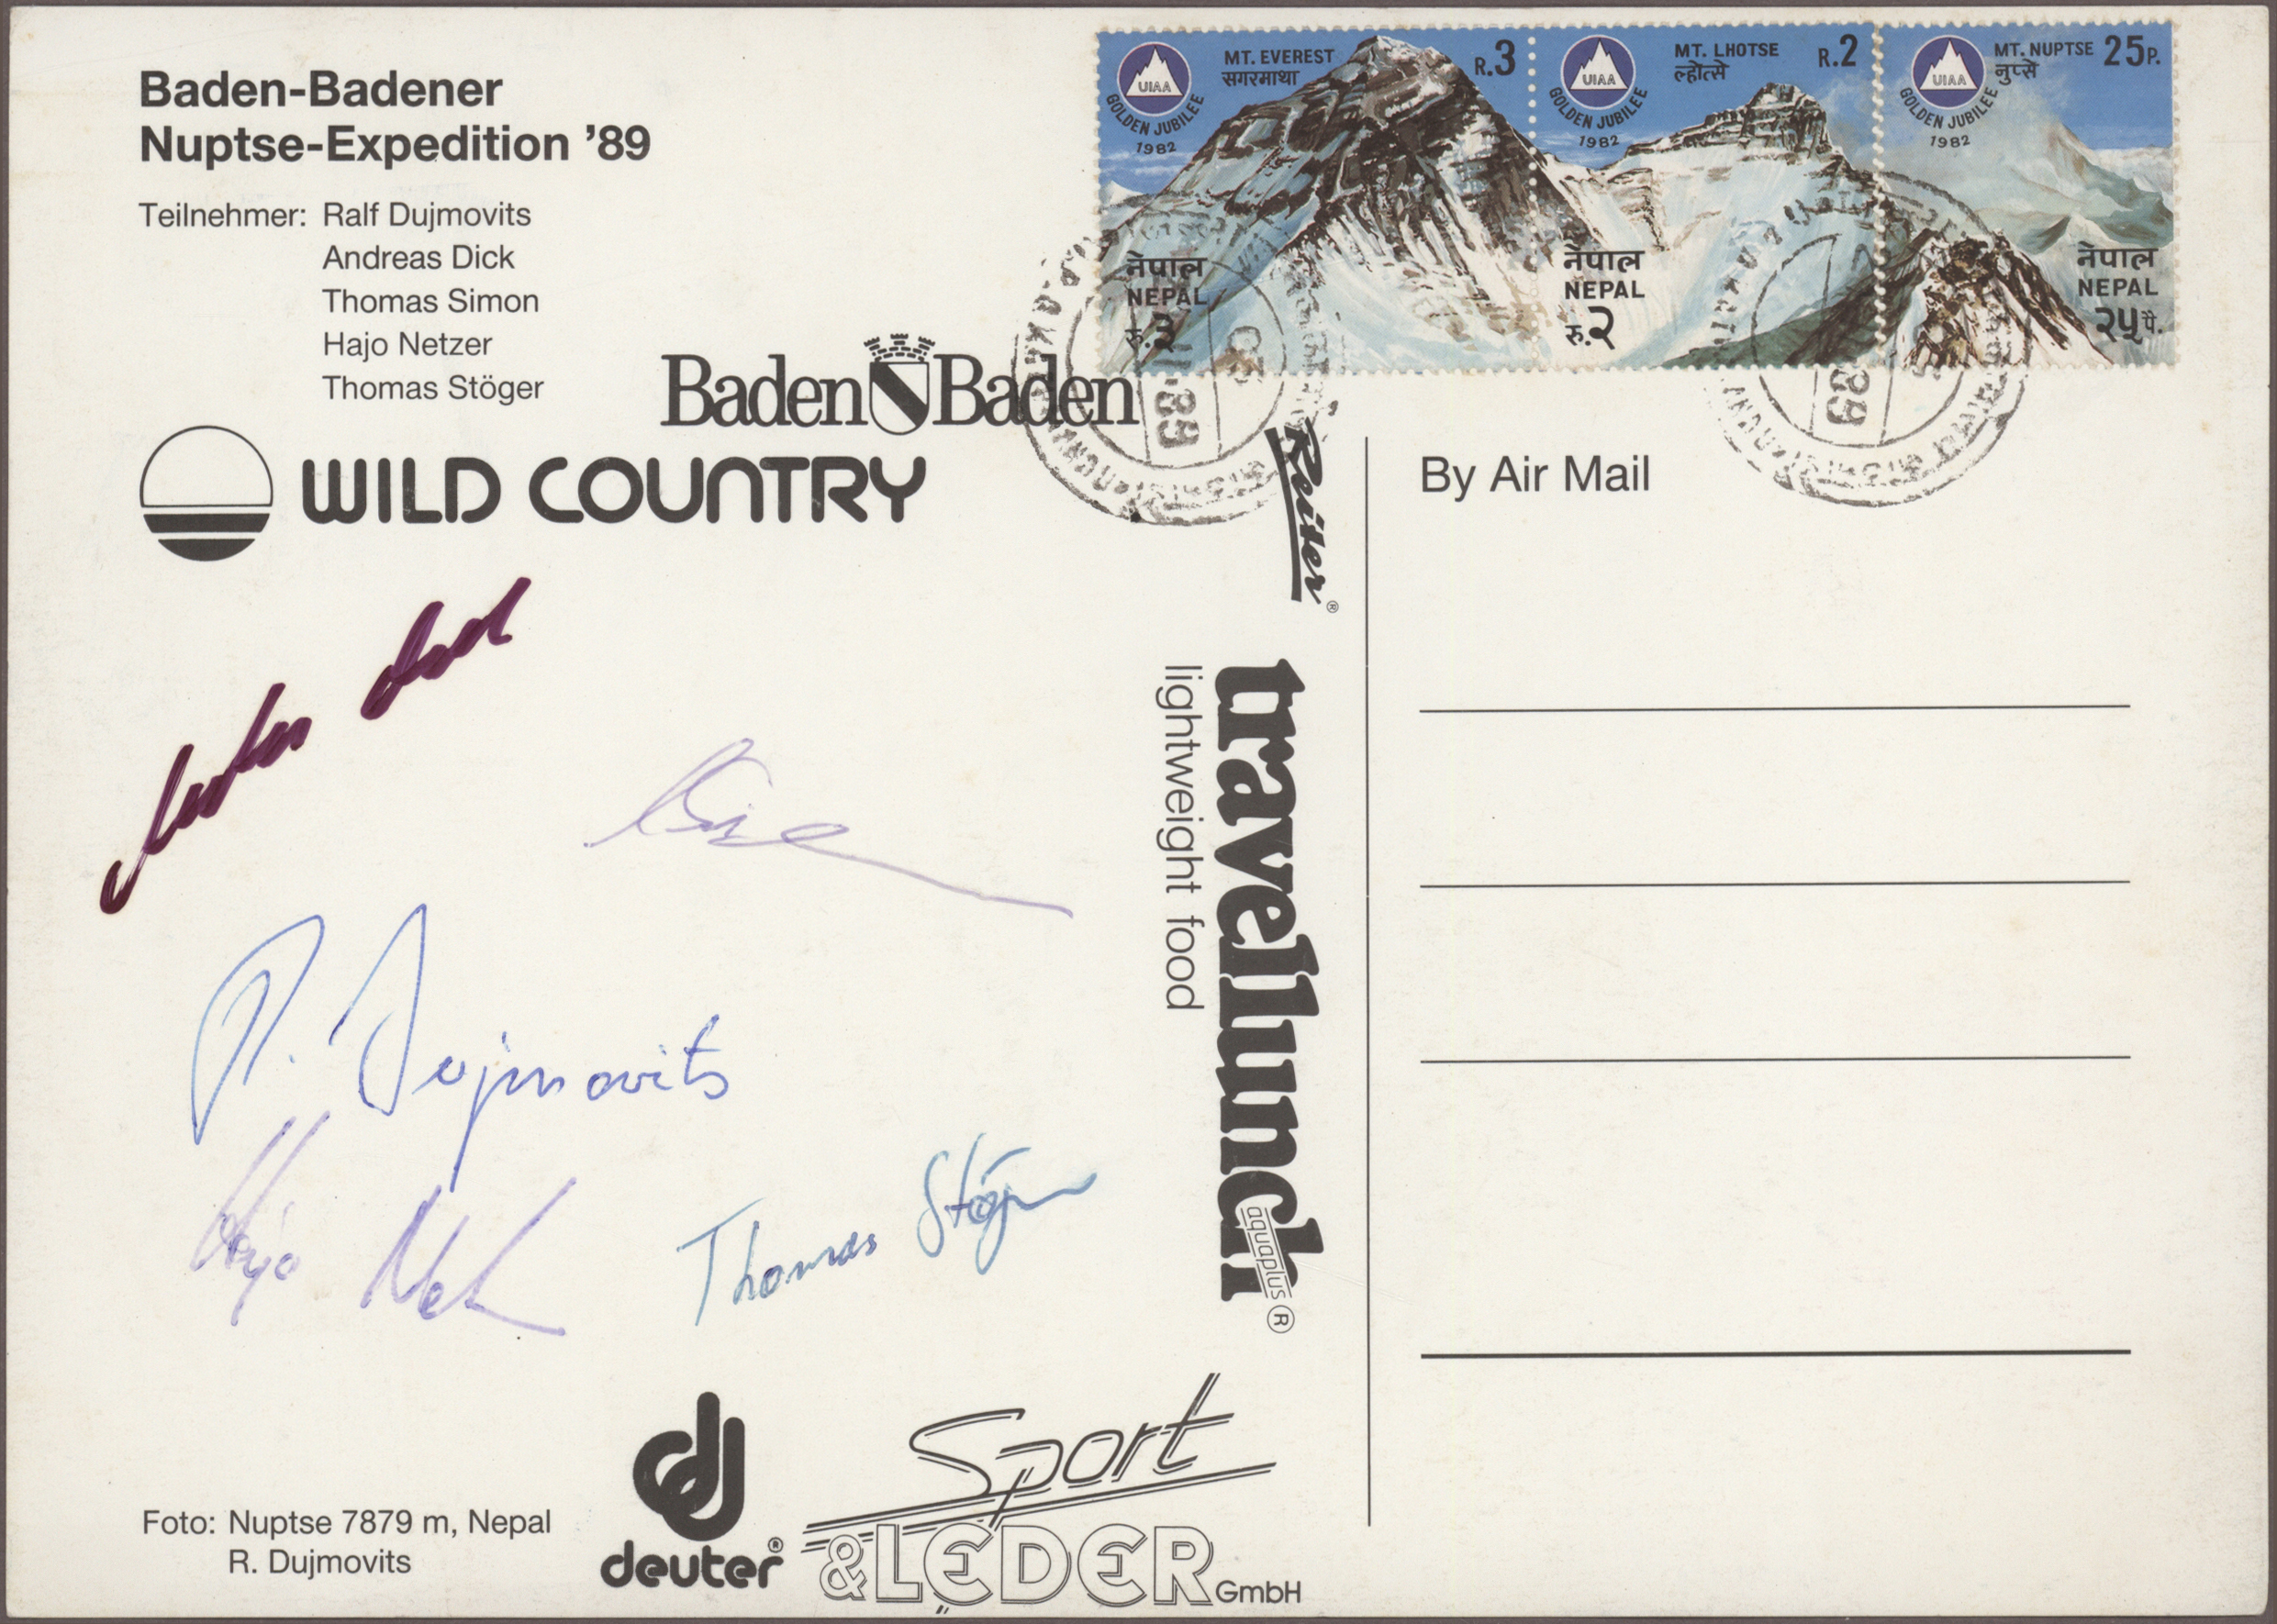 Baden-Badener
Nuptse-Expedition ’89
Teilnehmer: Ralf Dujmovits
Andreas Dick
Thomas Simon
Hajo Netzer
Thomas Stöger
Baden Baden
WILD COUNTRY
UIAA
GOLDEN JUBILEE
1982
MT. EVEREST
सगरमाथा
R.3
नेपाल
NEPAL
रु.३
UIAA
GOLDEN JUBILEE
1982
MT. LHOTSE
ल्होत्से
R.2
नेपाल
NEPAL
रु.२
UIAA
GOLDEN JUBILEE
1982
MT. NUPTSE
नुप्से
25P.
नेपाल
NEPAL
२५ पै.
89
89
By Air Mail
Reiter®
travellunch
aquaplus®
lightweight food
R. Dujmovits
Hajo
Thomas Stöger
Foto: Nuptse 7879 m, Nepal
R. Dujmovits
deuter®
Sport
&LEDER GmbH